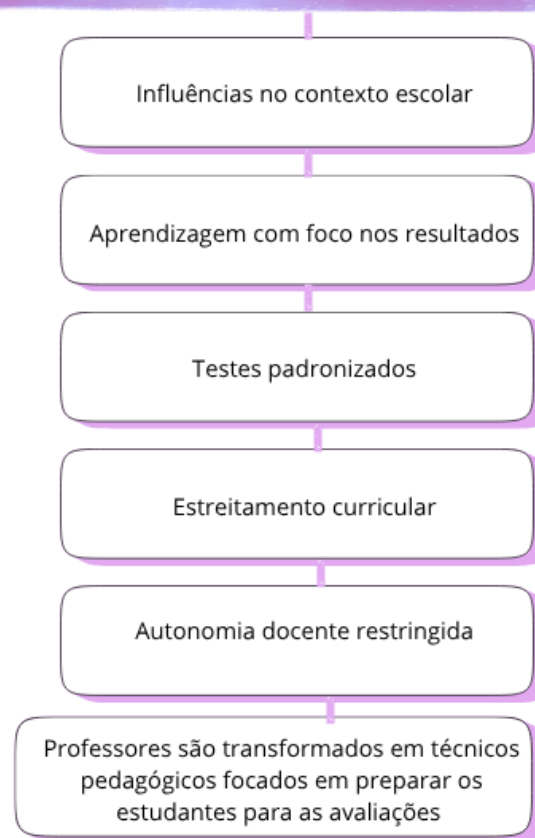 Influências no contexto escolar
Aprendizagem com foco nos resultados
Testes padronizados
Estreitamento curricular
Autonomia docente restringida
Professores são transformados em técnicos
pedagógicos focados em preparar os
estudantes para as avaliações